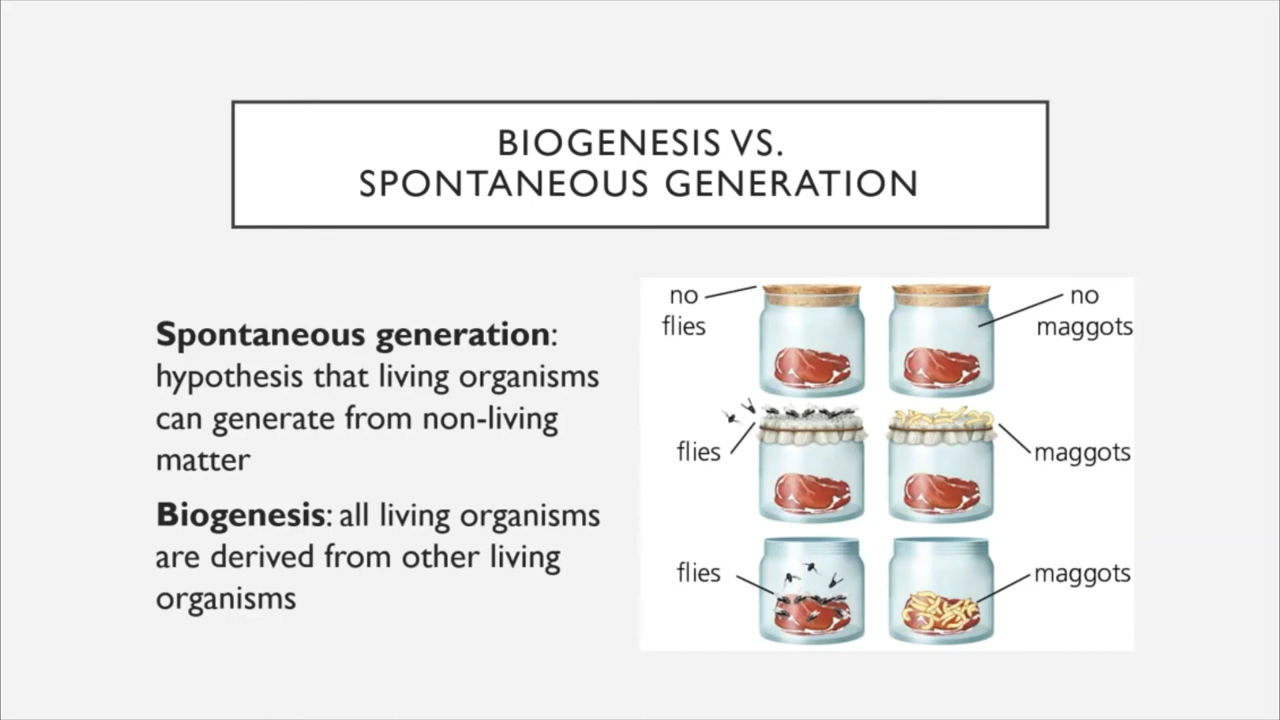 BIOGENESIS VS.
SPONTANEOUS GENERATION
Spontaneous generation:
hypothesis that living organisms
can generate from non-living
matter
Biogenesis: all living organisms
are derived from other living
organisms
no
flies
no
maggots
flies
maggots
flies
maggots